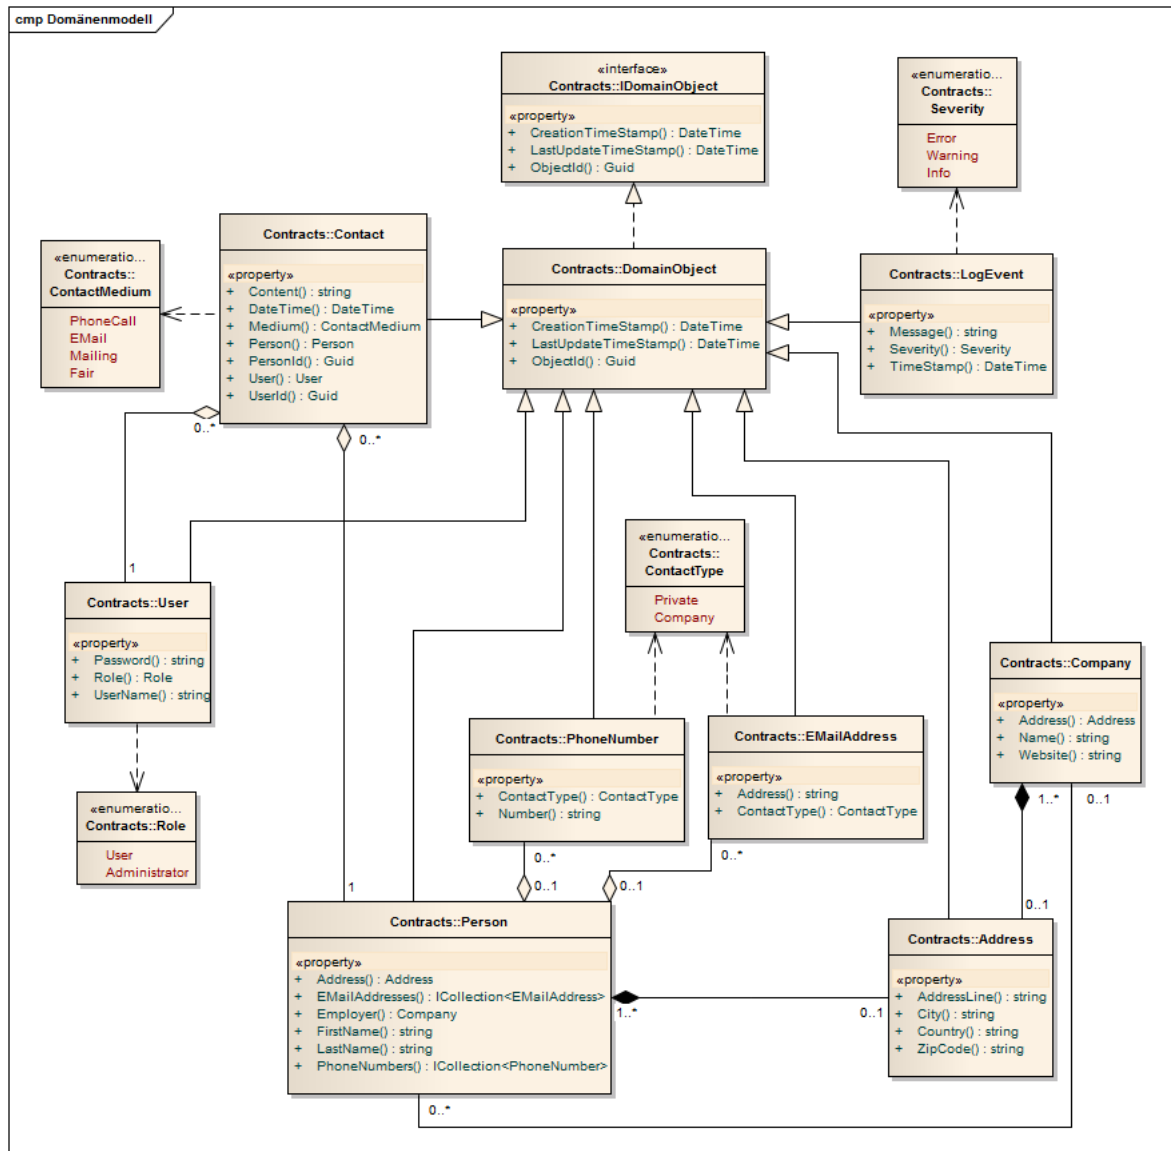 cmp Domänenmodell
«interface»
Contracts::IDomainObject
«property»
+ CreationTimeStamp() : DateTime
+ LastUpdateTimeStamp() : DateTime
+ ObjectId() : Guid
«enumeratio...
Contracts::
Severity
Error
Warning
Info
«enumeratio...
Contracts::
ContactMedium
PhoneCall
EMail
Mailing
Fair
Contracts::Contact
«property»
+ Content() : string
+ DateTime() : DateTime
+ Medium() : ContactMedium
+ Person() : Person
+ PersonId() : Guid
+ User() : User
+ UserId() : Guid
Contracts::DomainObject
«property»
+ CreationTimeStamp() : DateTime
+ LastUpdateTimeStamp() : DateTime
+ ObjectId() : Guid
Contracts::LogEvent
«property»
+ Message() : string
+ Severity() : Severity
+ TimeStamp() : DateTime
0..*
0..*
«enumeratio...
Contracts::
ContactType
Private
Company
1
Contracts::User
«property»
+ Password() : string
+ Role() : Role
+ UserName() : string
Contracts::Company
«property»
+ Address() : Address
+ Name() : string
+ Website() : string
1..*
0..1
Contracts::PhoneNumber
«property»
+ ContactType() : ContactType
+ Number() : string
Contracts::EMailAddress
«property»
+ Address() : string
+ ContactType() : ContactType
«enumeratio...
Contracts::Role
User
Administrator
0..*
0..*
1
0..1
0..1
0..1
Contracts::Person
«property»
+ Address() : Address
+ EMailAddresses() : ICollection<EMailAddress>
+ Employer() : Company
+ FirstName() : string
+ LastName() : string
+ PhoneNumbers() : ICollection<PhoneNumber>
1..*
0..1
Contracts::Address
«property»
+ AddressLine() : string
+ City() : string
+ Country() : string
+ ZipCode() : string
0..*